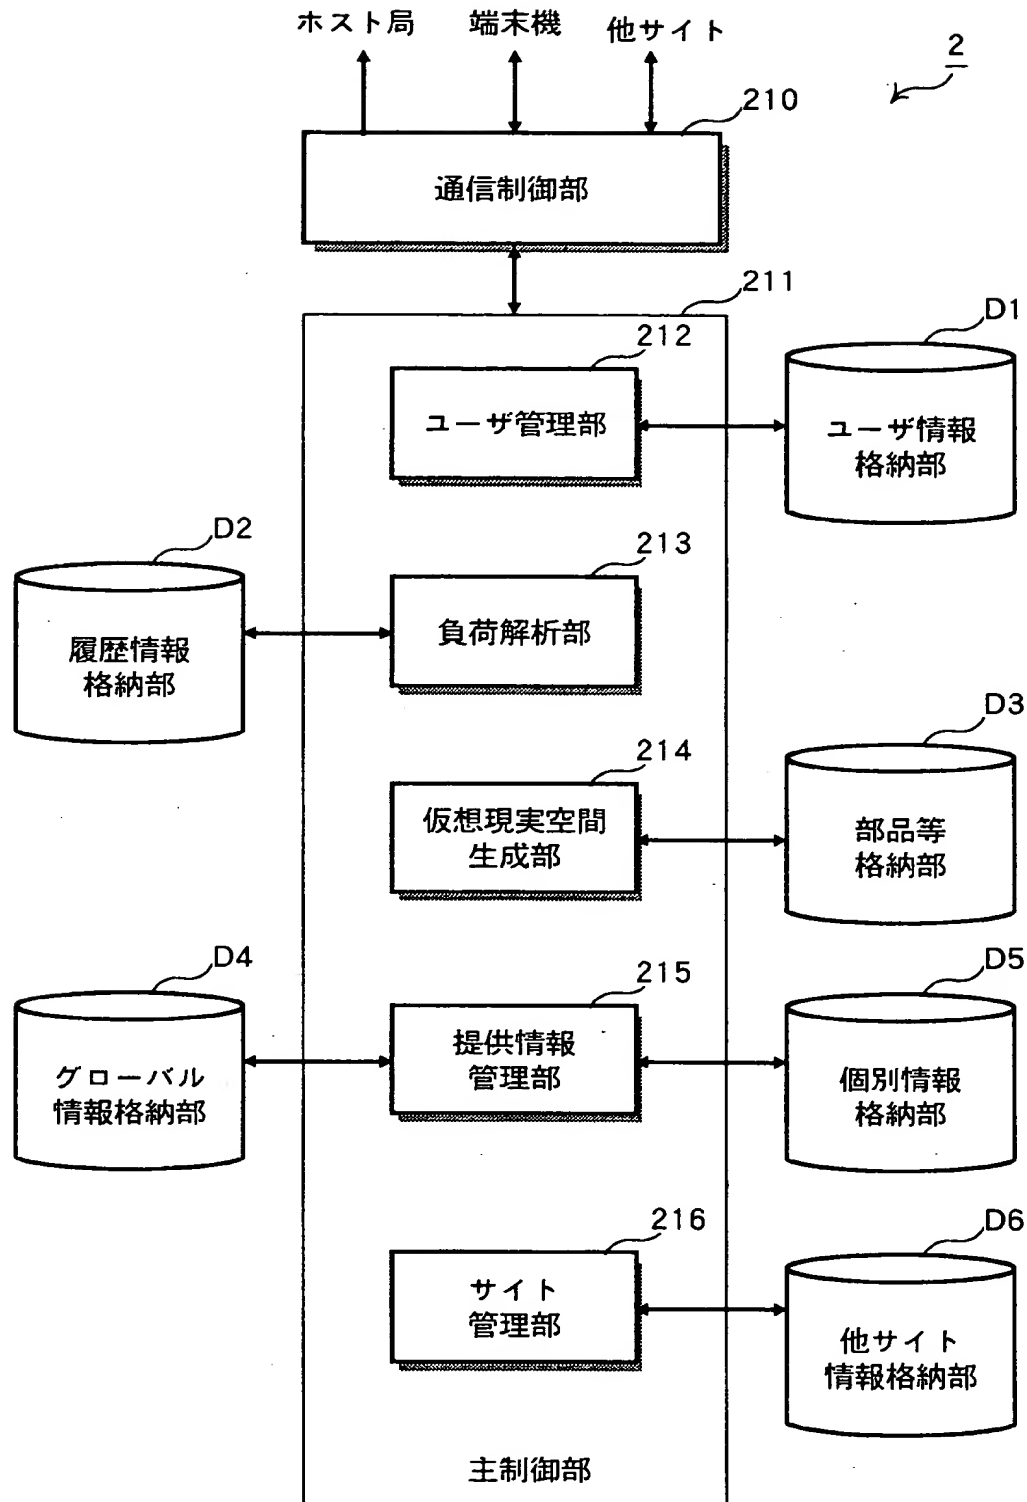 ホスト局 端末機 他サイト
2
210
通信制御部
211
212
D1
ユーザ管理部
ユーザ情報
格納部
D2
213
履歴情報
格納部
負荷解析部
D3
214
仮想現実空間
生成部
部品等
格納部
D4
215
D5
グローバル
情報格納部
提供情報
管理部
個別情報
格納部
216
D6
サイト
管理部
他サイト
情報格納部
主制御部